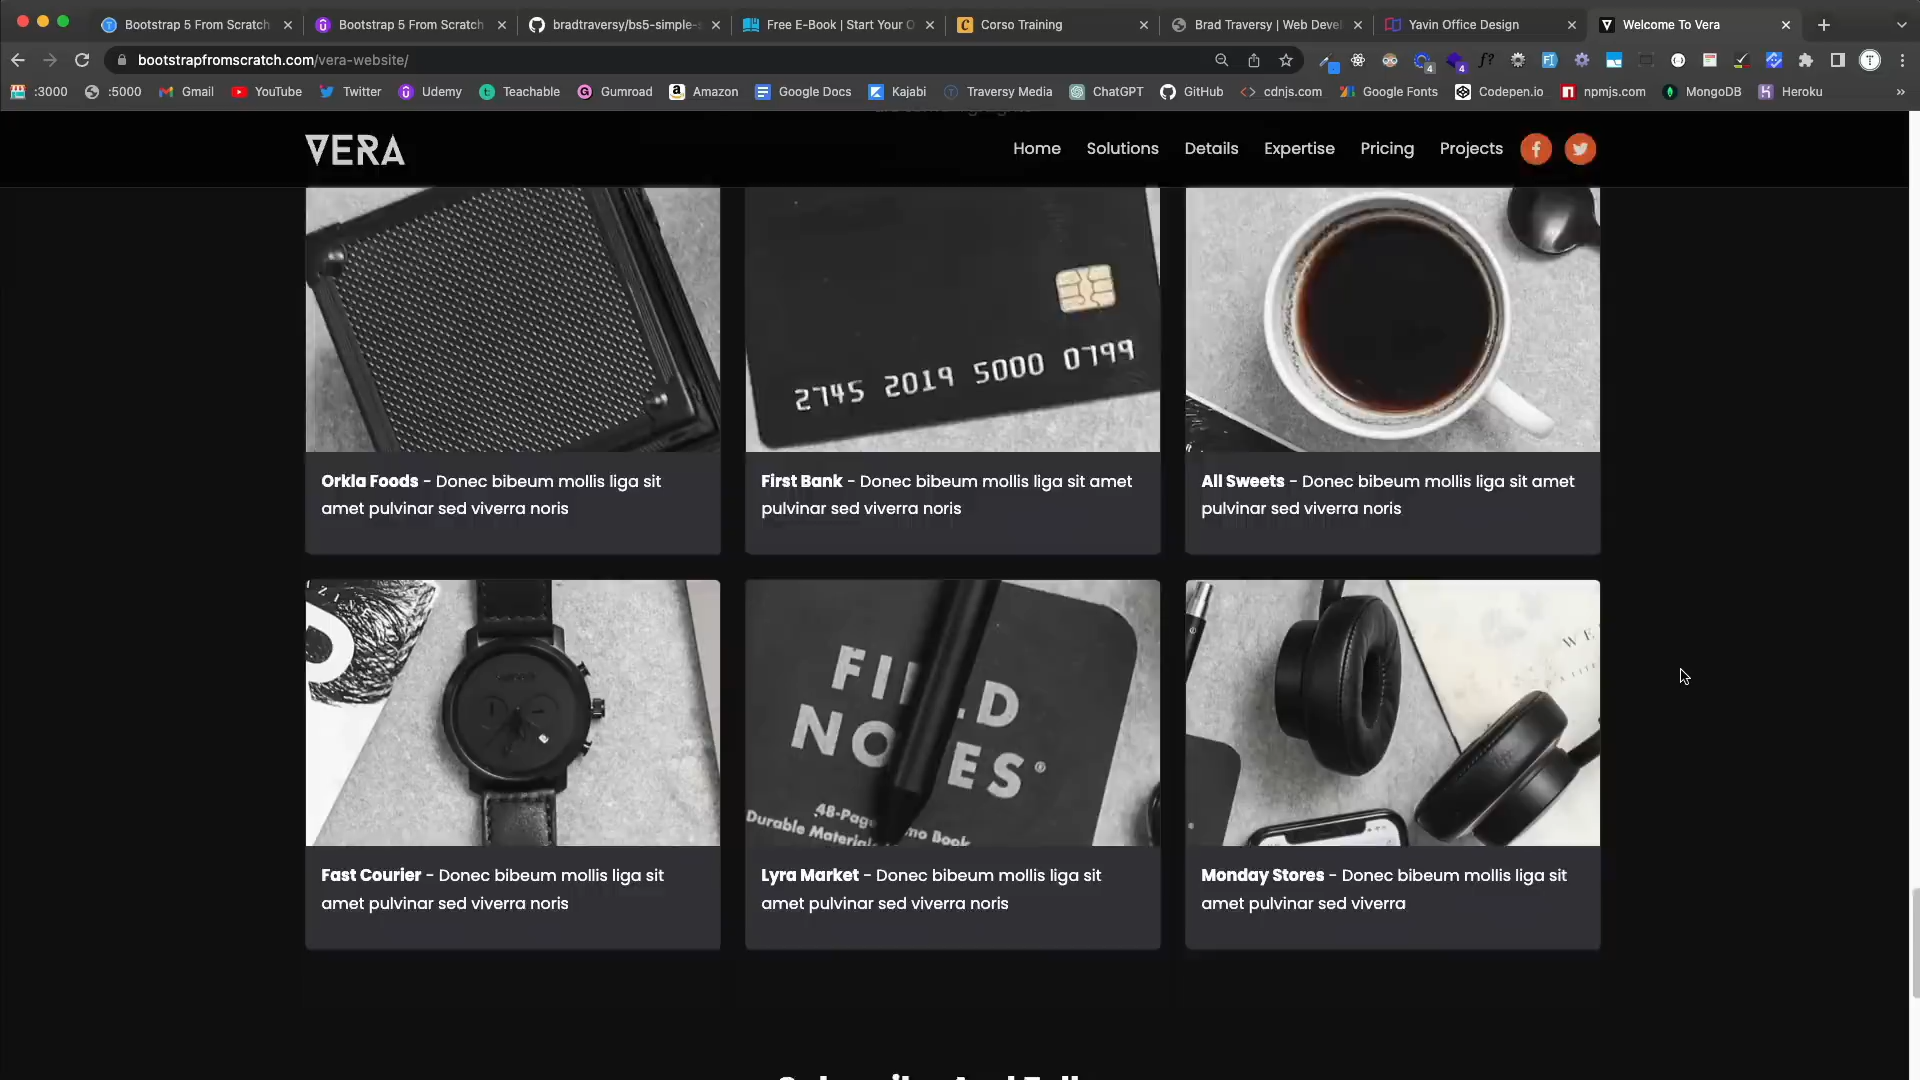 Bootstrap 5 From Scratch
Bootstrap 5 From Scratch
bradtraversy/bs5-simple-
Free E-Book | Start Your O
Corso Training
Brad Traversy | Web Devel
Yavin Office Design
Welcome To Vera
bootstrapfromscratch.com/vera-website/
:3000
:5000
Gmail
YouTube
Twitter
Udemy
Teachable
Gumroad
Amazon
Google Docs
Kajabi
Traversy Media
ChatGPT
GitHub
cdnjs.com
Google Fonts
Codepen.io
npmjs.com
MongoDB
Heroku
VERA
Home
Solutions
Details
Expertise
Pricing
Projects
2745 2019 5000 0799
Orkla Foods - Donec bibeum mollis liga sit
amet pulvinar sed viverra noris
First Bank - Donec bibeum mollis liga sit amet
pulvinar sed viverra noris
All Sweets - Donec bibeum mollis liga sit amet
pulvinar sed viverra noris
48-Page
Durable
Fast Courier - Donec bibeum mollis liga sit
amet pulvinar sed viverra noris
Lyra Market - Donec bibeum mollis liga sit
amet pulvinar sed viverra noris
Monday Stores - Donec bibeum mollis liga sit
amet pulvinar sed viverra